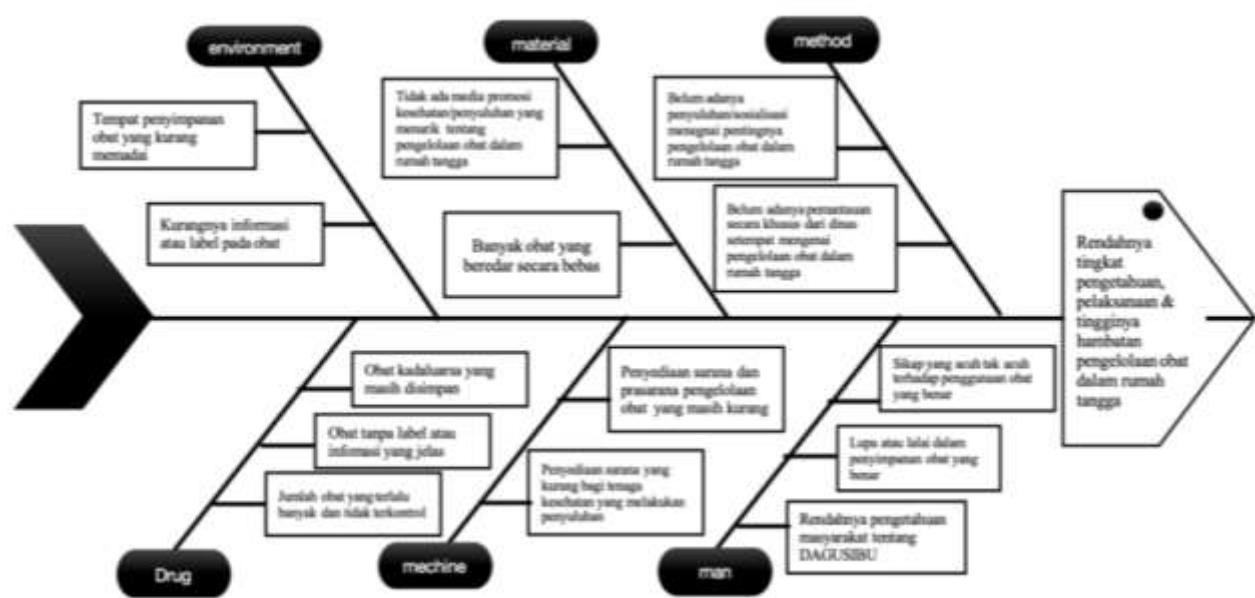 environment
material
method
Tempat penyimpanan
obat yang kurang
memadai
Kurangnya informasi
atau label pada obat
Tidak ada media promosi
kesehatan/penyuluhan yang
menarik tentang
pengelolaan obat dalam
rumah tangga
Banyak obat yang
beredar secara bebas
Belum adanya
penyuluhan/sosialisasi
menegnai pentingnya
pengelolaan obat dalam
rumah tangga
Belum adanya pemantauan
secara khusus dari dinas
setempat mengenai
pengelolaan obat dalam
rumah tangga
Rendahnya
tingkat
pengetahuan,
pelaksanaan &
tingginya
hambatan
pengelolaan obat
dalam rumah
tangga
Obat kadaluarsa yang
masih disimpan
Obat tanpa label atau
infomasi yang jelas
Jumlah obat yang terlalu
banyak dan tidak terkontrol
Penyediaan sarana dan
prasarana pengelolaan
obat yang masih kurang
Penyediaan sarana yang
kurang bagi tenaga
kesehatan yang melakukan
penyuluhan
Sikap yang acuh tak acuh
terhadap penggunaan obat
yang benar
Lupa atau lalai dalam
penyimpanan obat yang
benar
Rendahnya pengetahuan
masyarakat tentang
DAGUSIBU
Drug
mechine
man